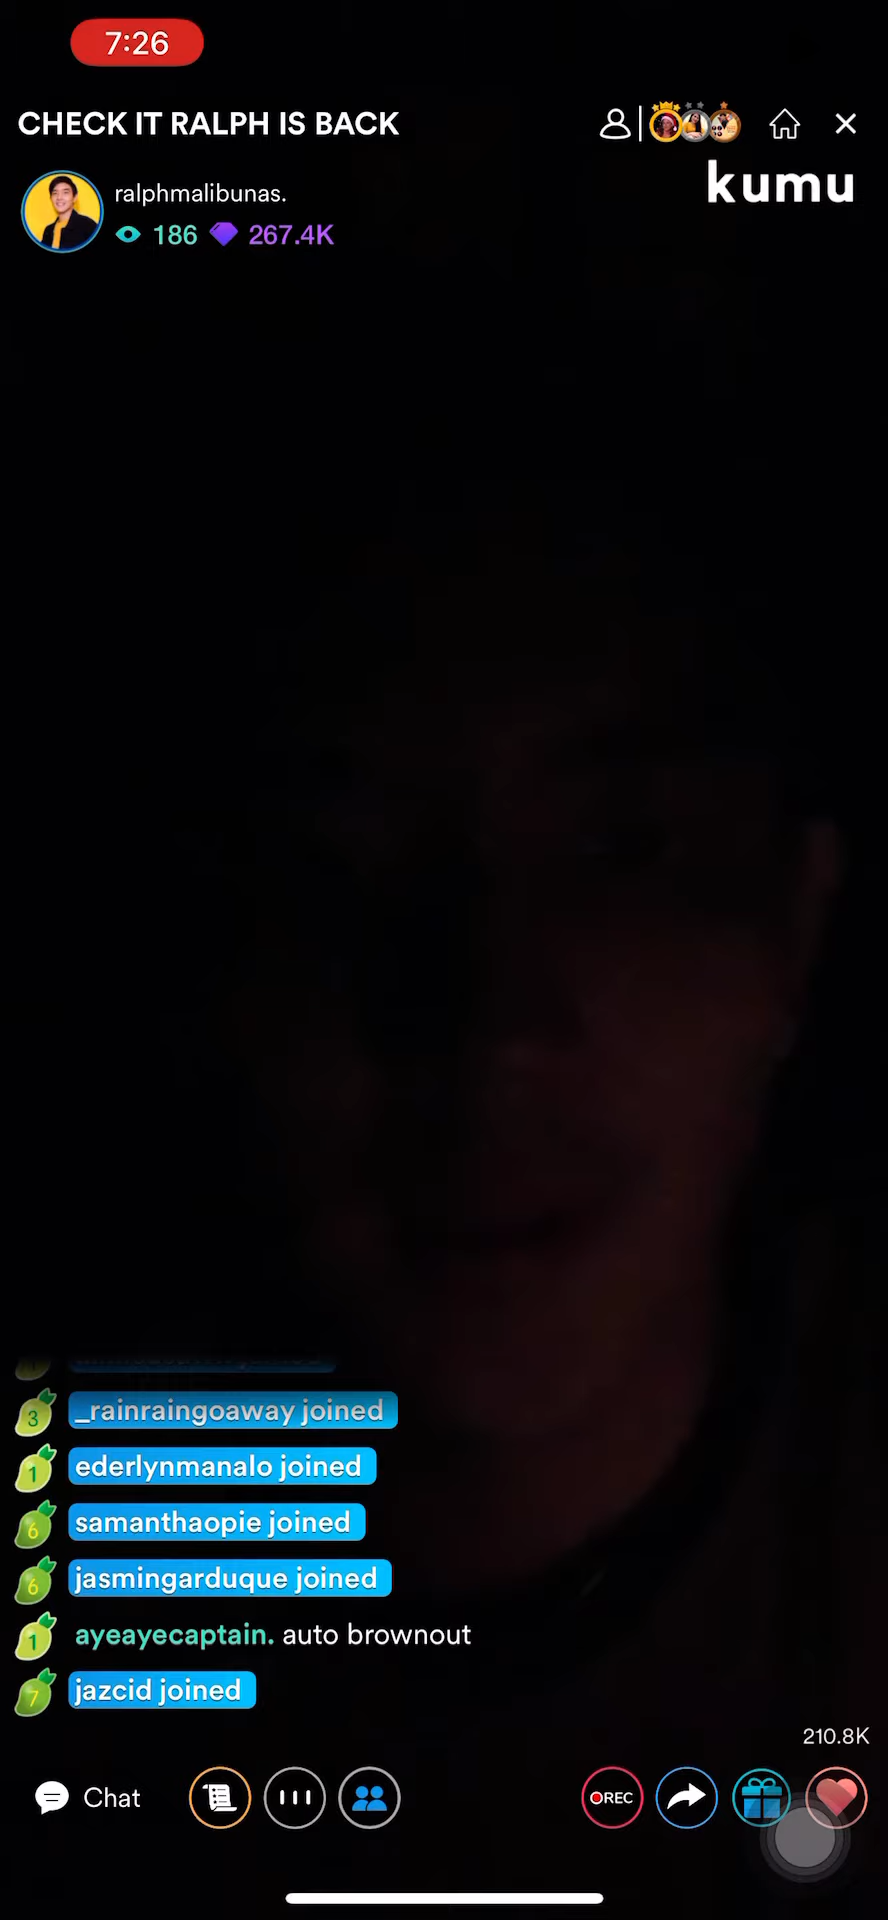 7:26
CHECK IT RALPH IS BACK
kumu
ralphmalibunas.
186 267.4K
3 _rainraingoaway joined
1 ederlynmanalo joined
6 samanthaopie joined
6 jasmingarduque joined
1 ayeayecaptain. auto brownout
7 jazcid joined
210.8K
Chat
REC